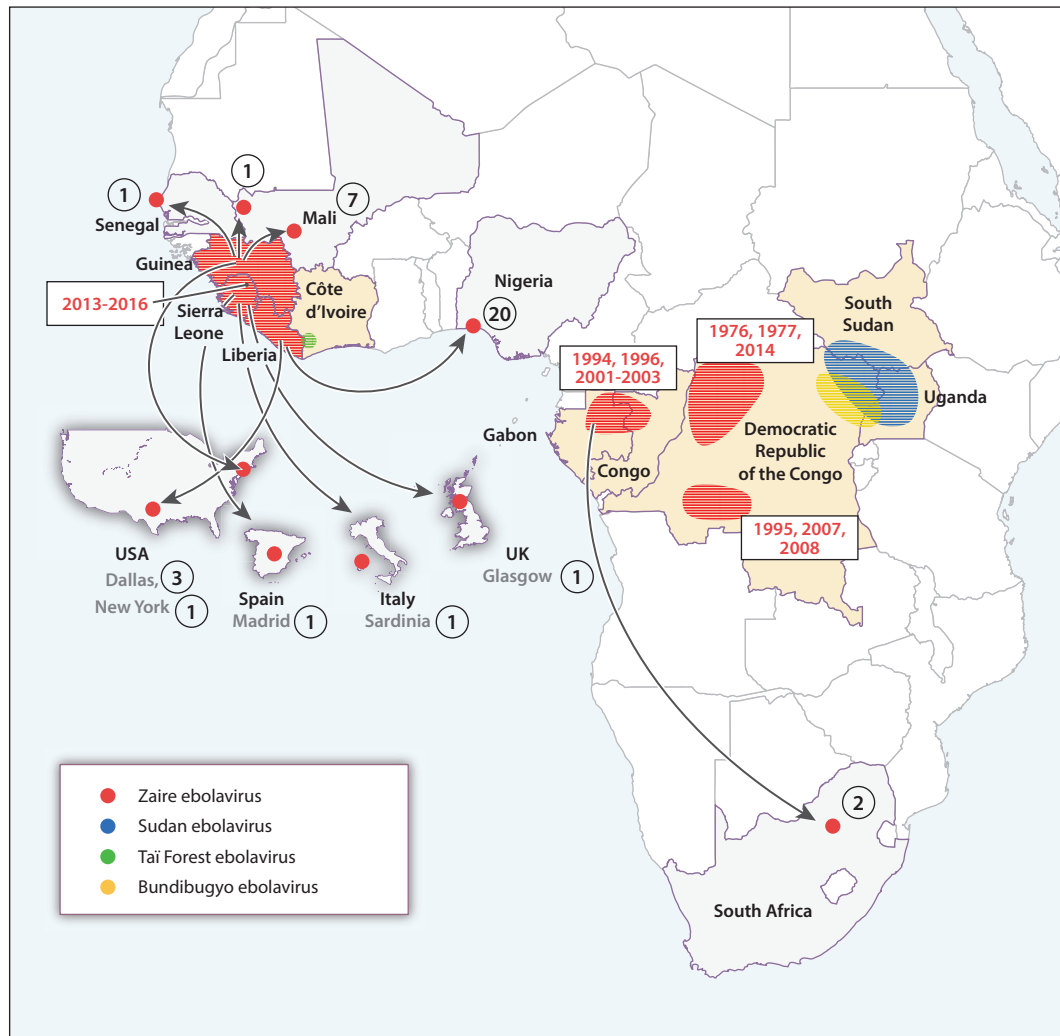 1
1
7
Senegal
Mali
Guinea
Nigeria
2013-2016
Côte
d’Ivoire
South
Sudan
Sierra
Leone
20
1976, 1977,
2014
Liberia
1994, 1996,
2001-2003
Uganda
Gabon
Democratic
Republic
of the Congo
Congo
1995, 2007,
2008
USA
Dallas, 3
New York 1
Spain
Madrid 1
Italy
Sardinia 1
UK
Glasgow 1
Zaire ebolavirus
Sudan ebolavirus
Taï Forest ebolavirus
Bundibugyo ebolavirus
2
South Africa